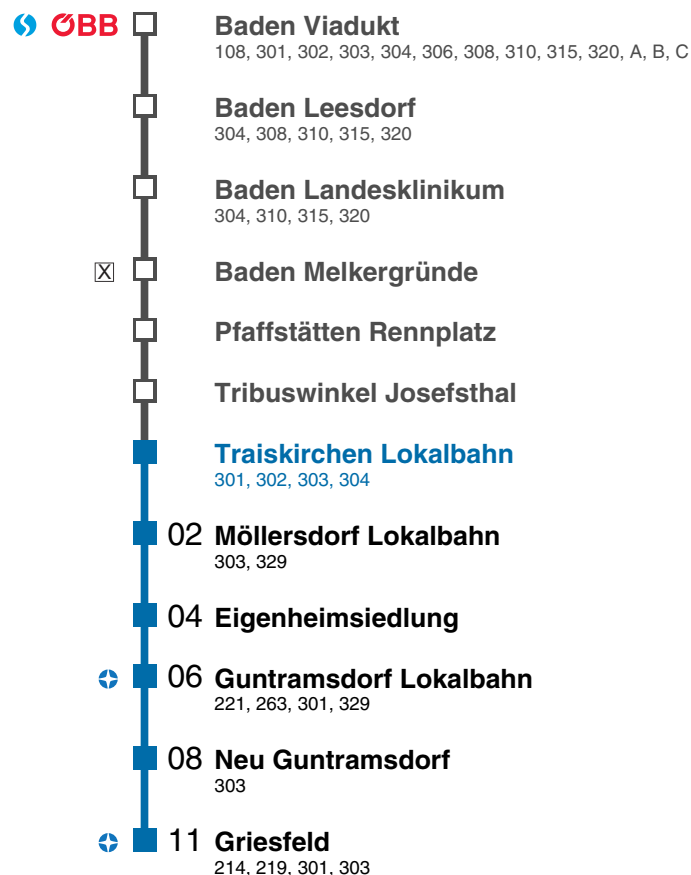 ÖBB Baden Viadukt
108, 301, 302, 303, 304, 306, 308, 310, 315, 320, A, B, C
Baden Leesdorf
304, 308, 310, 315, 320
Baden Landesklinikum
304, 310, 315, 320
X Baden Melkergründe
Pfaffstätten Rennplatz
Tribuswinkel Josefsthal
Traiskirchen Lokalbahn
301, 302, 303, 304
02 Möllersdorf Lokalbahn
303, 329
04 Eigenheimsiedlung
06 Guntramsdorf Lokalbahn
221, 263, 301, 329
08 Neu Guntramsdorf
303
11 Griesfeld
214, 219, 301, 303